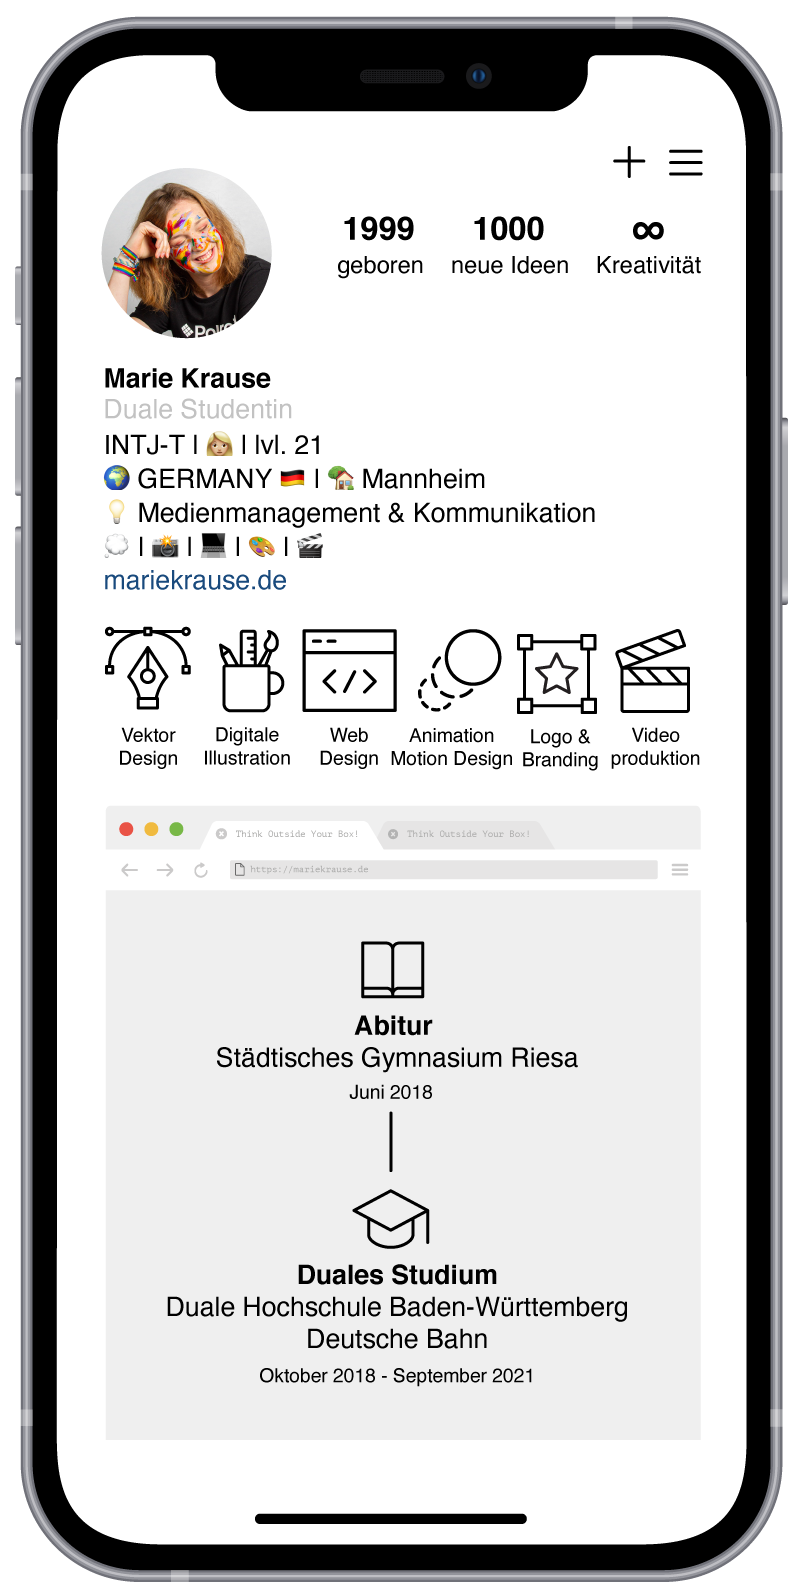 1999 1000 ∞
geboren neue Ideen Kreativität
Marie Krause
Duale Studentin
INTJ-T | 👩🏼 | lvl. 21
🌍 GERMANY 🇩🇪 | 🏡 Mannheim
💡 Medienmanagement & Kommunikation
💭 | 📸 | 💻 | 🎨 | 🎬
mariekrause.de
Vektor
Design
Digitale
Illustration
Web
Design
Animation
Motion Design
Logo &
Branding
Video
produktion
Think Outside Your Box! Think Outside Your Box!
https://mariekrause.de
Abitur
Städtisches Gymnasium Riesa
Juni 2018
Duales Studium
Duale Hochschule Baden-Württemberg
Deutsche Bahn
Oktober 2018 - September 2021